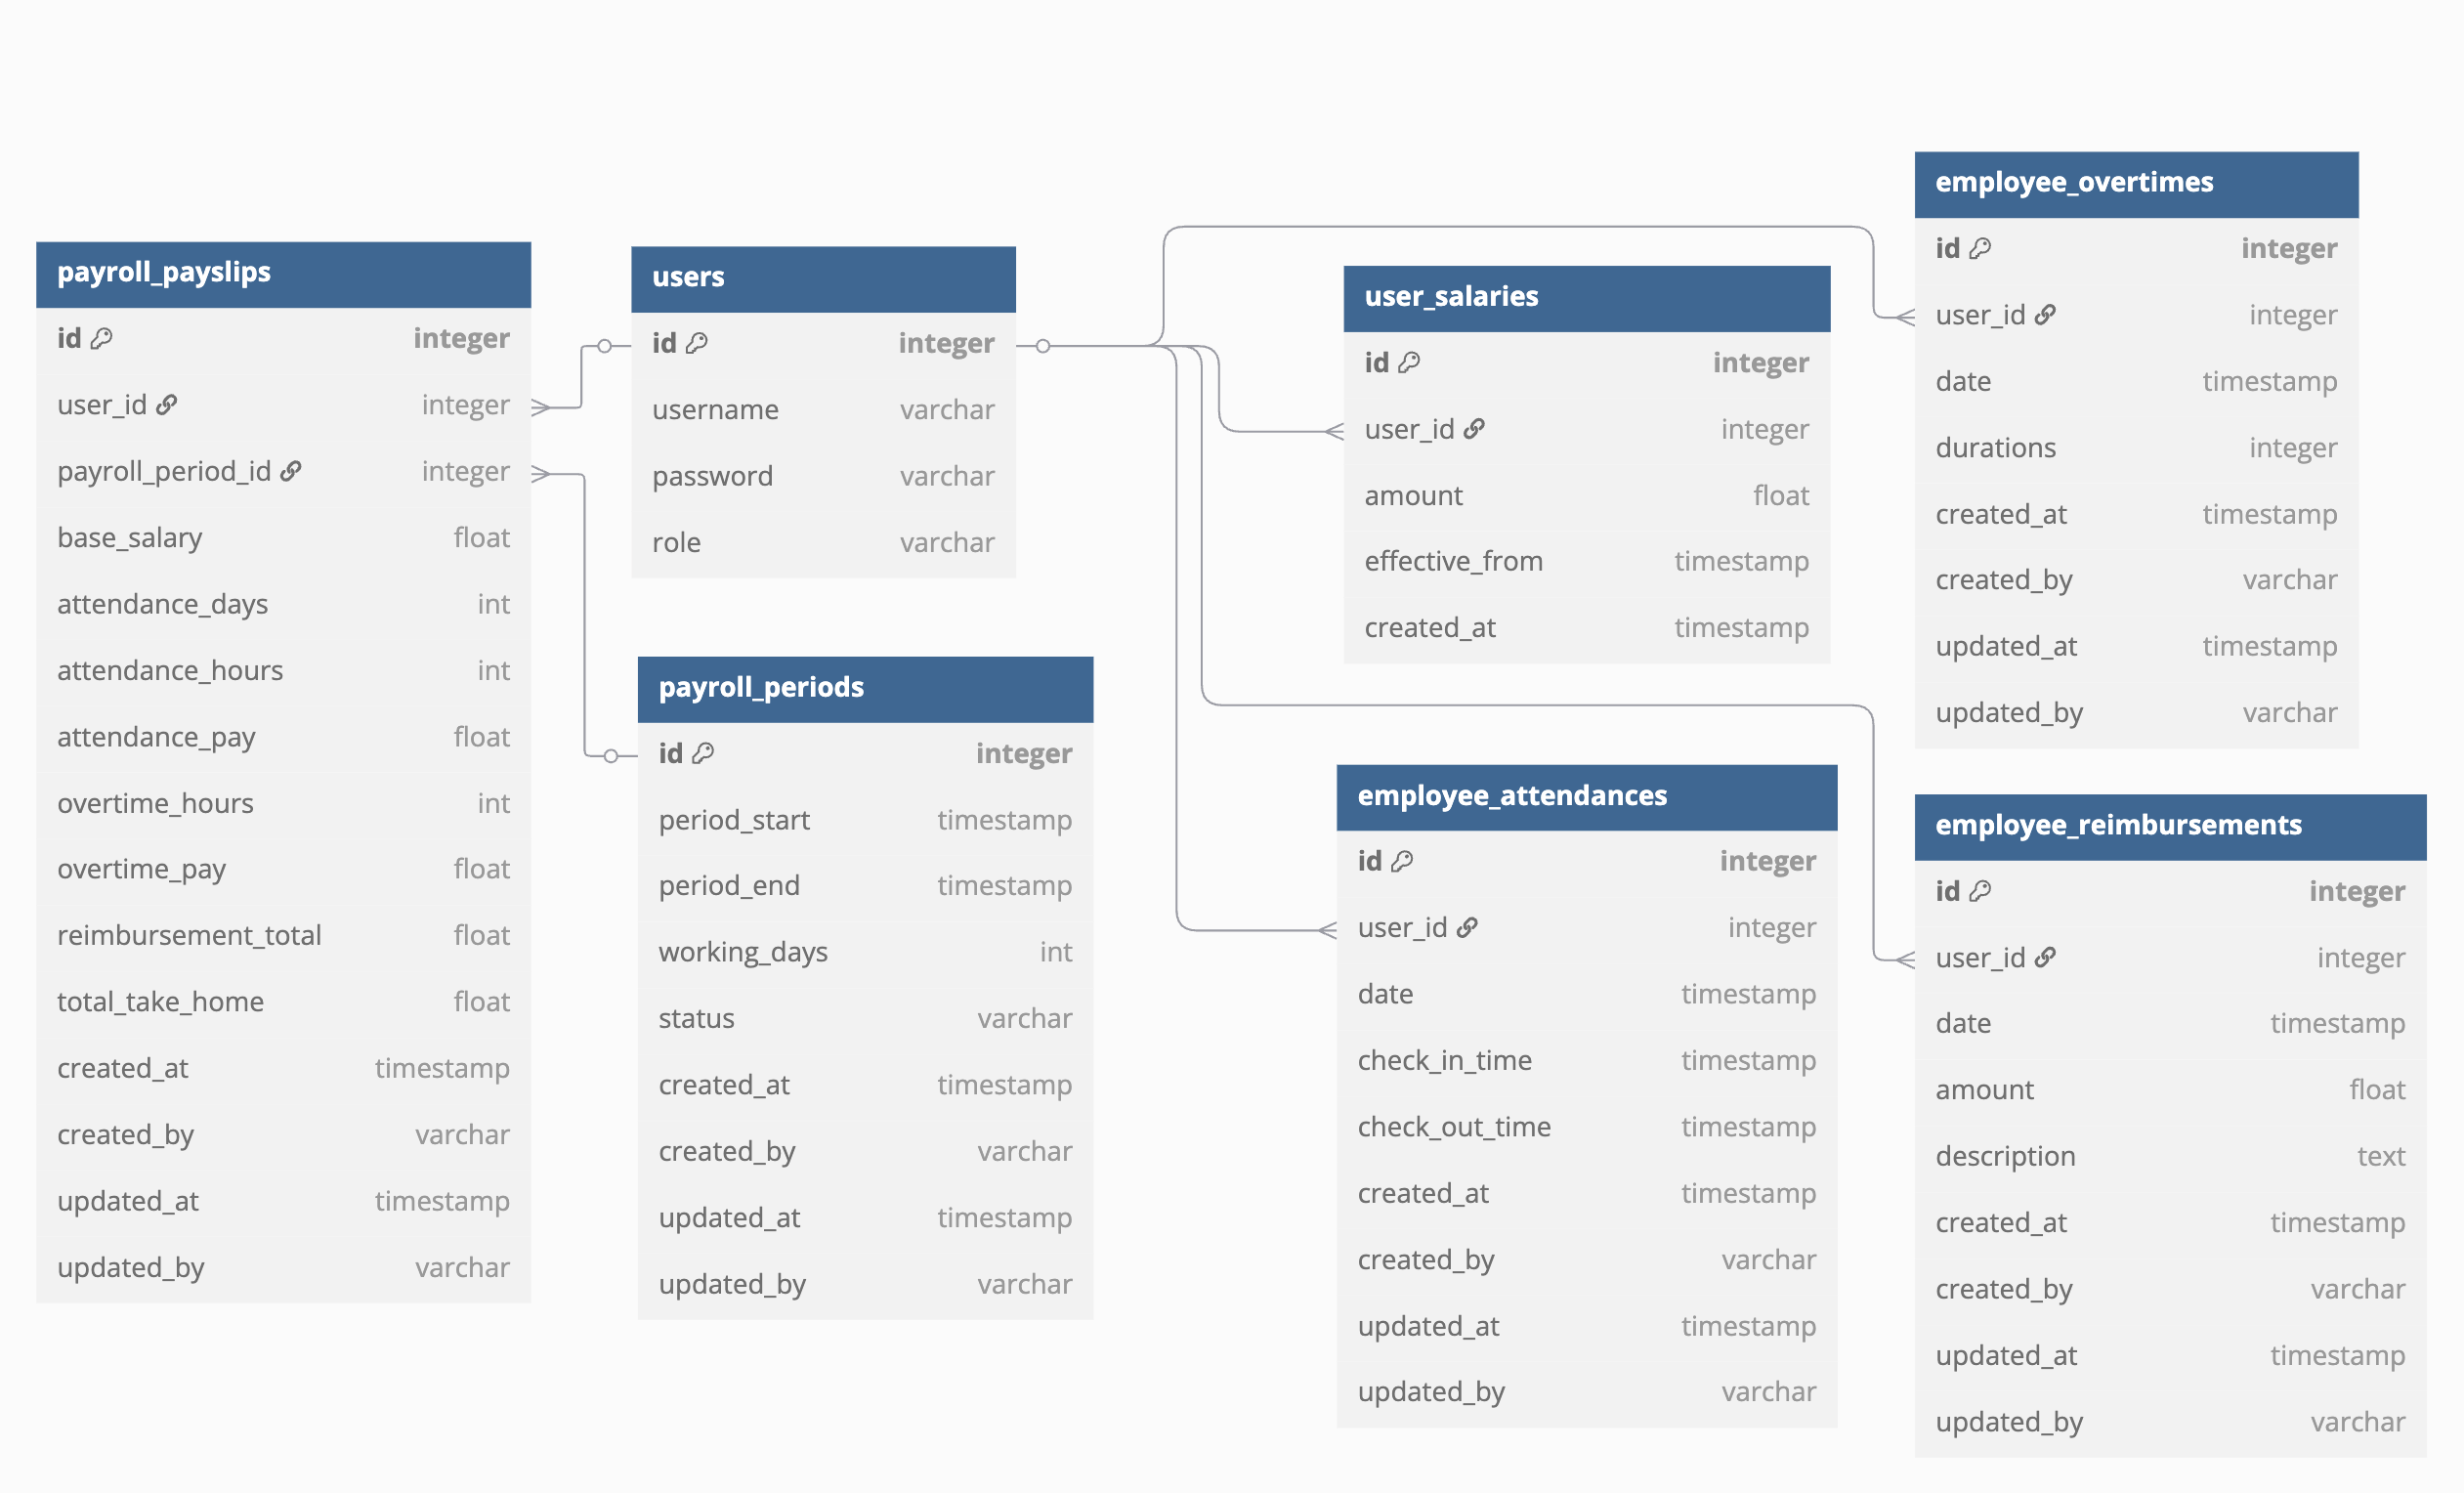 payroll_payslips
id integer
user_id integer
payroll_period_id integer
base_salary float
attendance_days int
attendance_hours int
attendance_pay float
overtime_hours int
overtime_pay float
reimbursement_total float
total_take_home float
created_at timestamp
created_by varchar
updated_at timestamp
updated_by varchar
users
id integer
username varchar
password varchar
role varchar
payroll_periods
id integer
period_start timestamp
period_end timestamp
working_days int
status varchar
created_at timestamp
created_by varchar
updated_at timestamp
updated_by varchar
user_salaries
id integer
user_id integer
amount float
effective_from timestamp
created_at timestamp
employee_attendances
id integer
user_id integer
date timestamp
check_in_time timestamp
check_out_time timestamp
created_at timestamp
created_by varchar
updated_at timestamp
updated_by varchar
employee_overtimes
id integer
user_id integer
date timestamp
durations integer
created_at timestamp
created_by varchar
updated_at timestamp
updated_by varchar
employee_reimbursements
id integer
user_id integer
date timestamp
amount float
description text
created_at timestamp
created_by varchar
updated_at timestamp
updated_by varchar